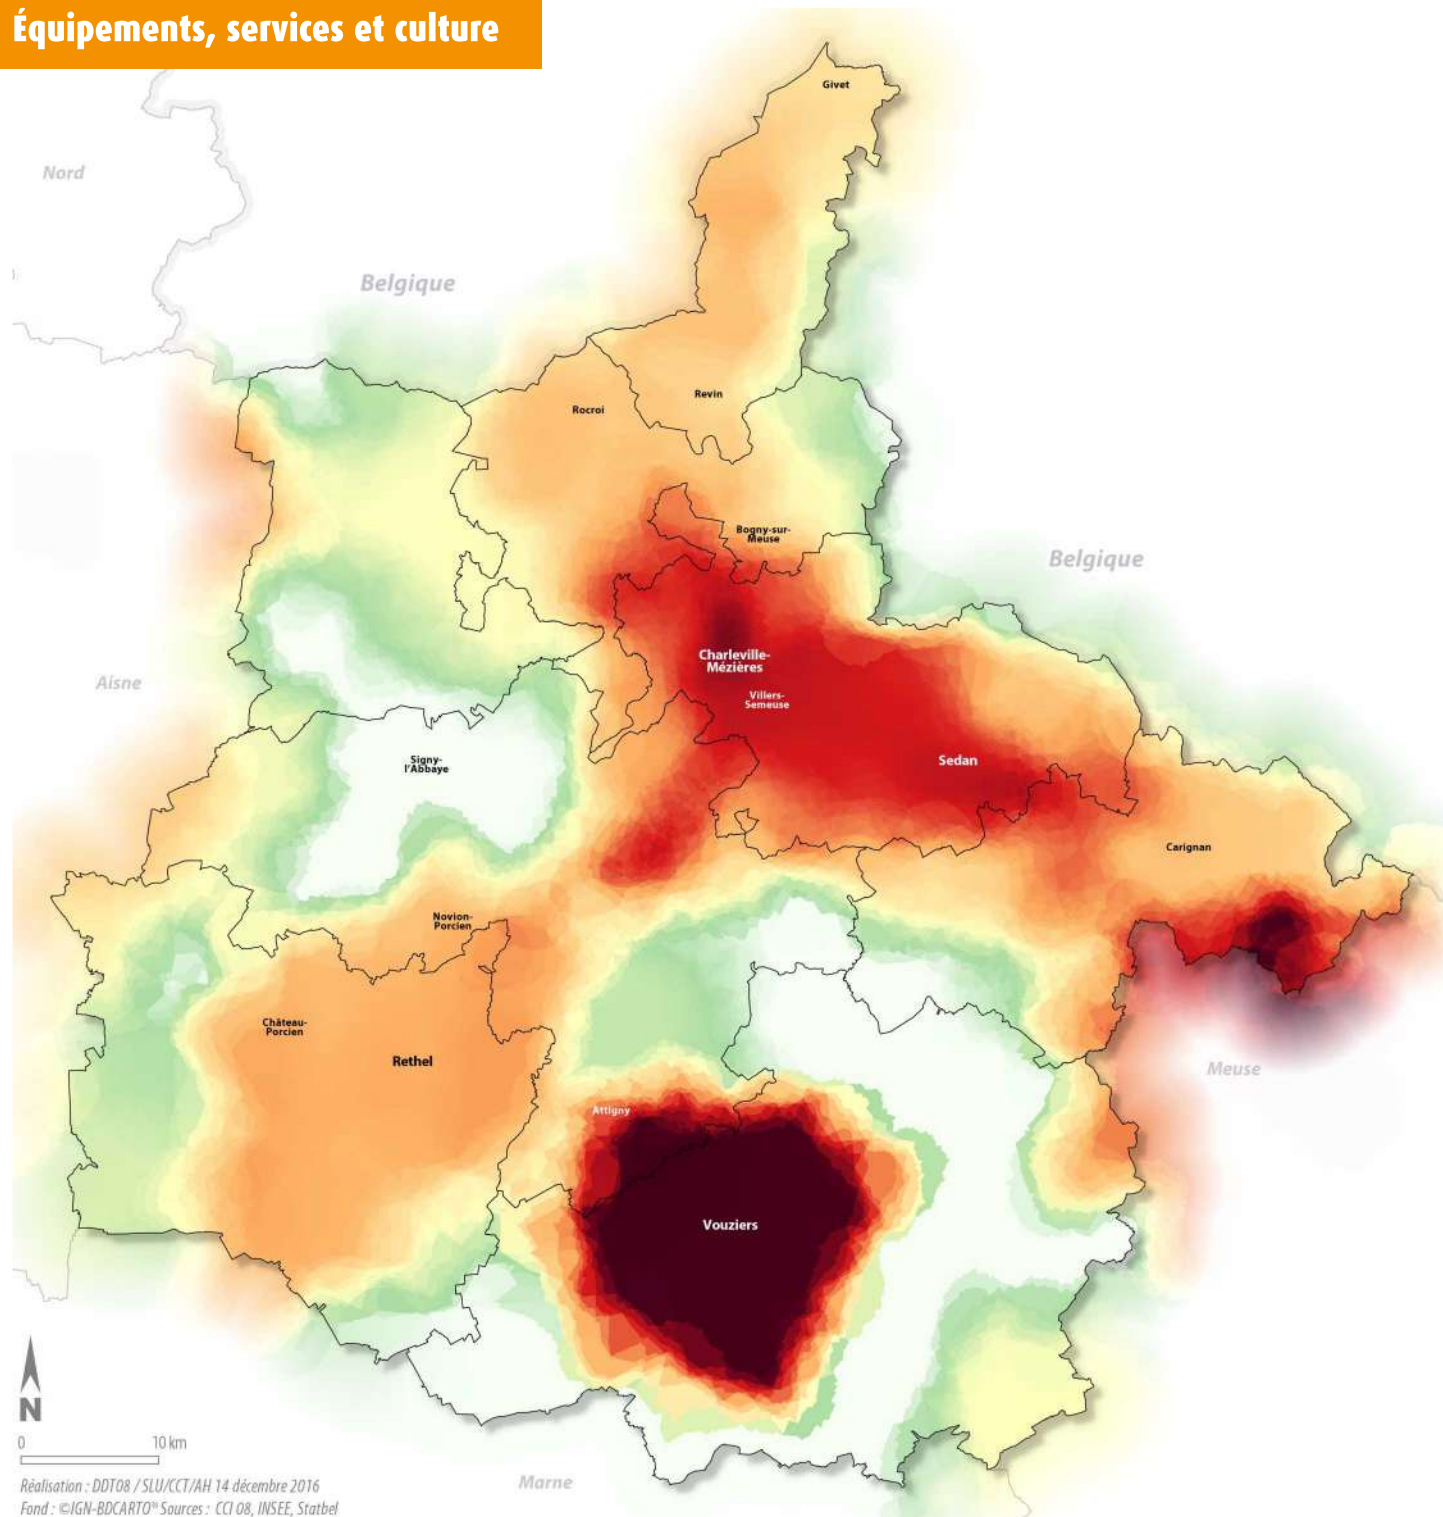 Équipements, services et culture
Givet
Nord
Belgique
Revin
Rocroi
Bogny-sur-
Meuse
Belgique
Charleville-
Mézières
Aisne
Villers-
Semeuse
Signy-
l'Abbaye
Sedan
Carignan
Novion-
Porcien
Château-
Porcien
Rethel
Meuse
Attigny
Vouziers
N
0 10 km
Marne
Réalisation : DDT08 / SLU/CCT/AH 14 décembre 2016
Fond : ©IGN-BDCARTO® Sources : CCI 08, INSEE, Statbel